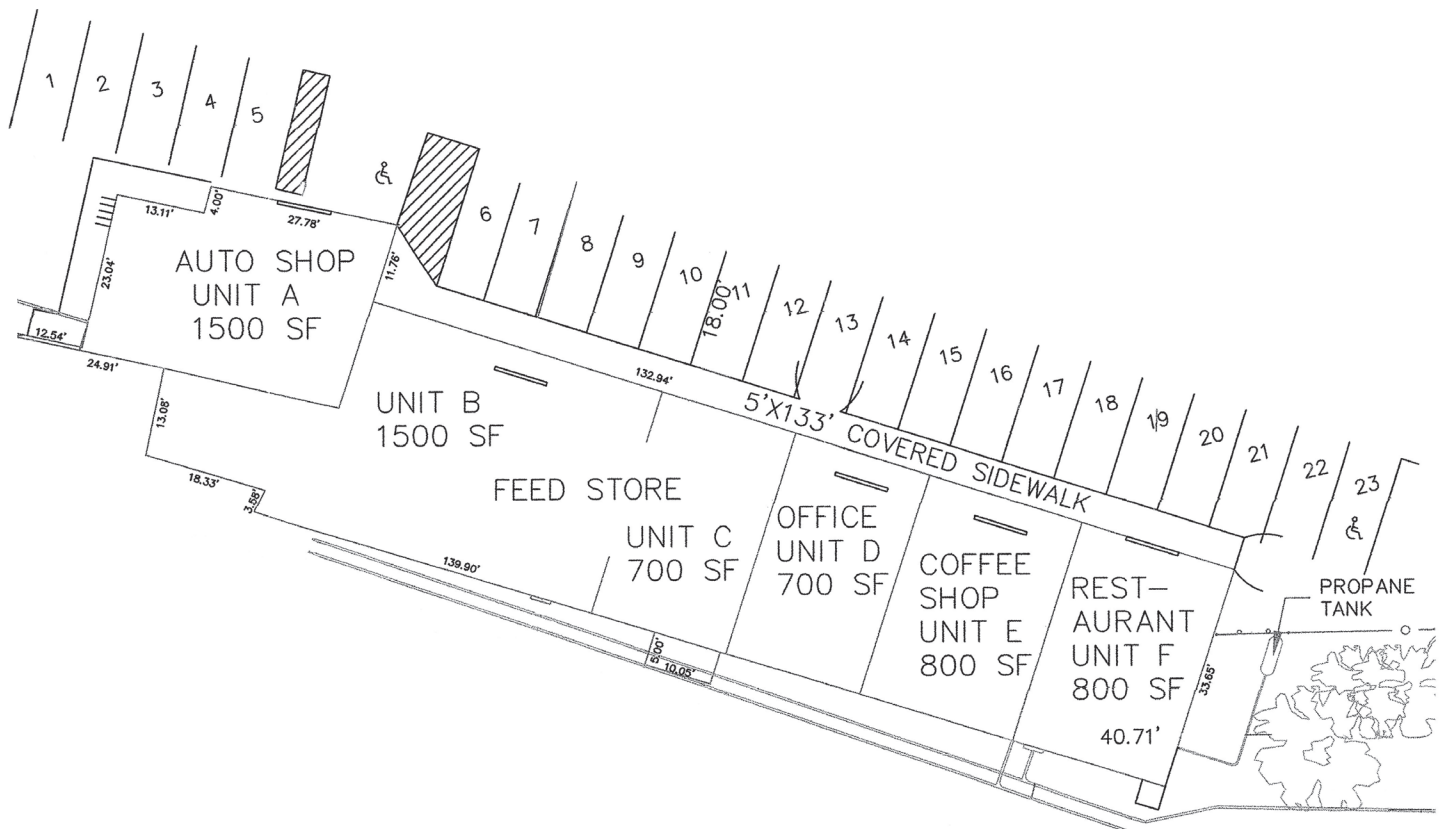 1
2
3
4
5
6
7
8
9
10
11
12
13
14
15
16
17
18
19
20
21
22
23
18.00'
13.11'
4.00'
27.78'
11.76'
23.04'
12.54'
24.91'
13.08'
18.33'
3.58'
139.90'
132.94'
5.00'
10.05'
33.65'
40.71'
AUTO SHOP
UNIT A
1500 SF
UNIT B
1500 SF
FEED STORE
UNIT C
700 SF
5'X133' COVERED SIDEWALK
OFFICE
UNIT D
700 SF
COFFEE
SHOP
UNIT E
800 SF
REST-
AURANT
UNIT F
800 SF
PROPANE
TANK